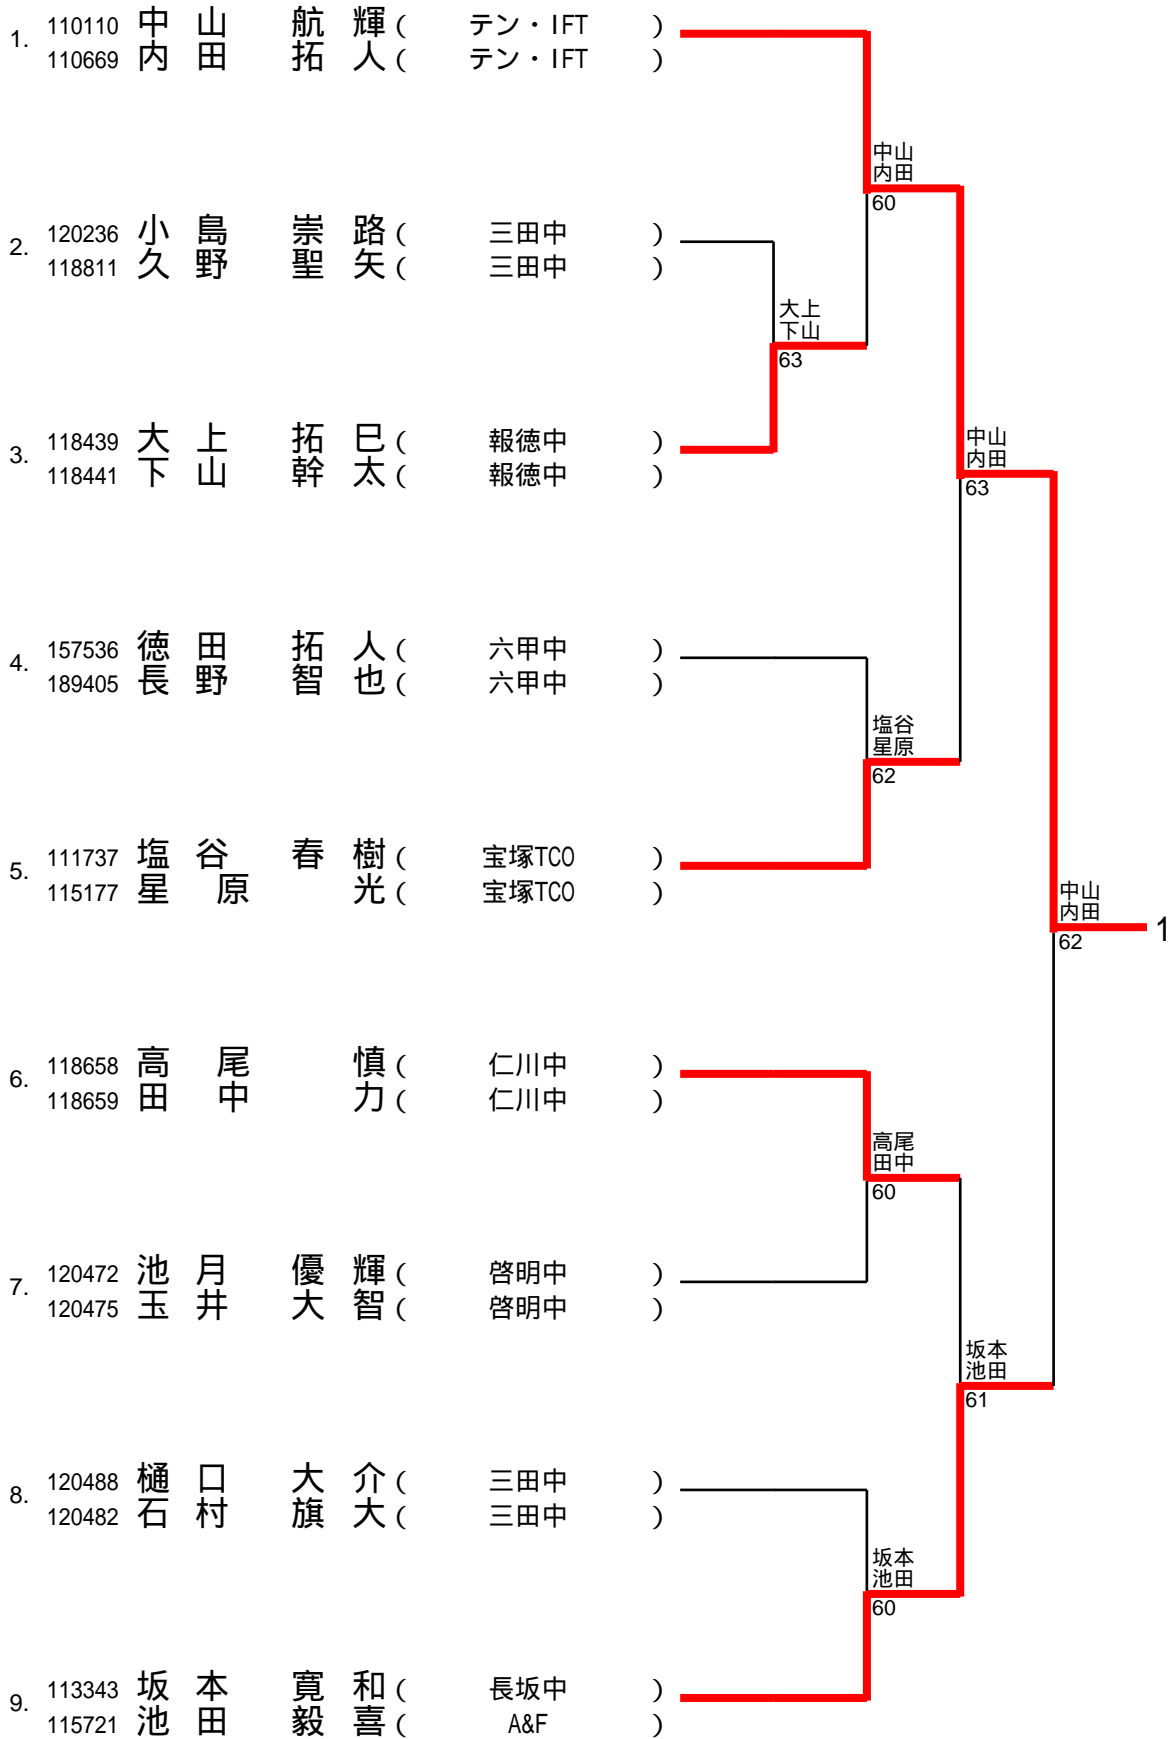 1. 110110 中山 航輝 ( テン・IFT )
110669 内田 拓人 ( テン・IFT )
中山
内田
60
2. 120236 小島 崇路 ( 三田中 )
118811 久野 聖矢 ( 三田中 )
大上
下山
63
3. 118439 大上 拓巳 ( 報徳中 )
118441 下山 幹太 ( 報徳中 )
中山
内田
63
4. 157536 徳田 拓人 ( 六甲中 )
189405 長野 智也 ( 六甲中 )
塩谷
星原
62
5. 111737 塩谷 春樹 ( 宝塚TCO )
115177 星原 光 ( 宝塚TCO )
中山
内田
62
1
6. 118658 高尾 慎 ( 仁川中 )
118659 田中 力 ( 仁川中 )
高尾
田中
60
7. 120472 池月 優輝 ( 啓明中 )
120475 玉井 大智 ( 啓明中 )
坂本
池田
61
8. 120488 樋口 大介 ( 三田中 )
120482 石村 旗大 ( 三田中 )
坂本
池田
60
9. 113343 坂本 寛和 ( 長坂中 )
115721 池田 毅喜 ( A&F )